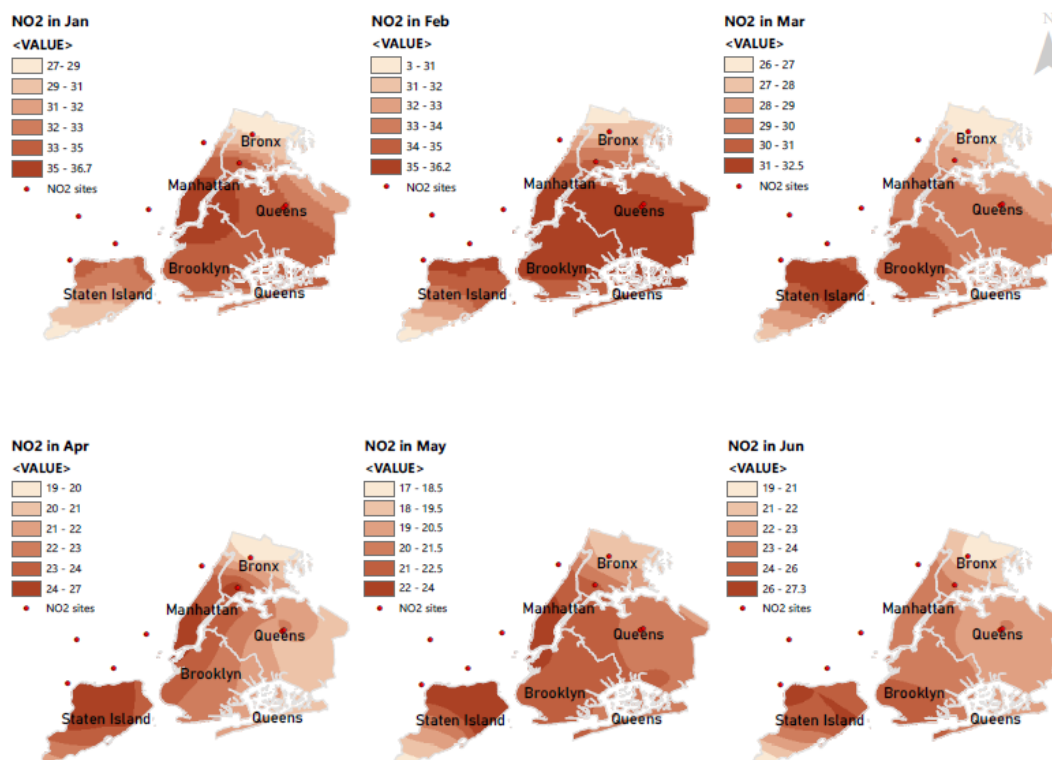 NO2 in Jan
<VALUE>
27- 29
29 - 31
31 - 32
32 - 33
33 - 35
35 - 36.7
NO2 sites
Bronx
Manhattan
Queens
Brooklyn
Staten Island
Queens
NO2 in Feb
<VALUE>
3 - 31
31 - 32
32 - 33
33 - 34
34 - 35
35 - 36.2
NO2 sites
Bronx
Manhattan
Queens
Brooklyn
Staten Island
Queens
NO2 in Mar
<VALUE>
26 - 27
27 - 28
28 - 29
29 - 30
30 - 31
31 - 32.5
NO2 sites
N
Bronx
Manhattan
Queens
Brooklyn
Staten Island
Queens
NO2 in Apr
<VALUE>
19 - 20
20 - 21
21 - 22
22 - 23
23 - 24
24 - 27
NO2 sites
Bronx
Manhattan
Queens
Brooklyn
Staten Island
Queens
NO2 in May
<VALUE>
17 - 18.5
18 - 19.5
19 - 20.5
20 - 21.5
21 - 22.5
22 - 24
NO2 sites
Bronx
Manhattan
Queens
Brooklyn
Staten Island
Queens
NO2 in Jun
<VALUE>
19 - 21
21 - 22
22 - 23
23 - 24
24 - 26
26 - 27.3
NO2 sites
Bronx
Manhattan
Queens
Brooklyn
Staten Island
Queens